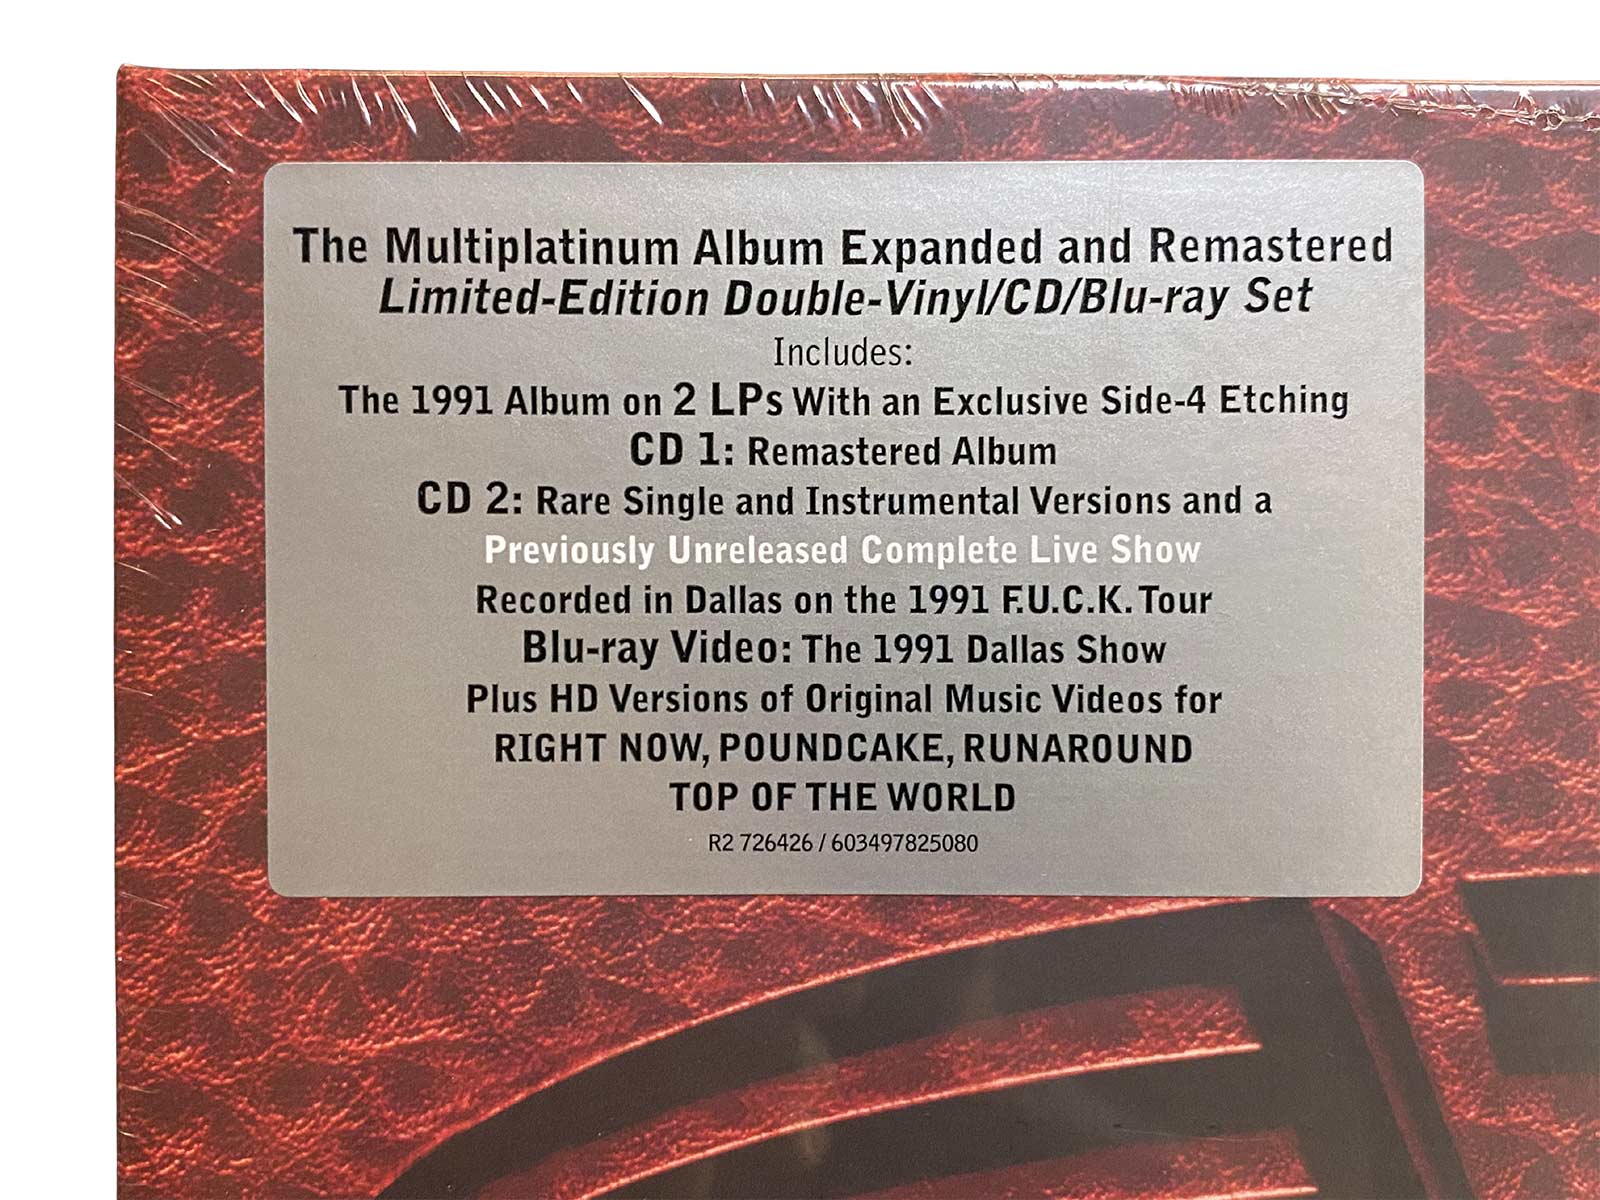 The Multiplatinum Album Expanded and Remastered
Limited-Edition Double-Vinyl/CD/Blu-ray Set
Includes:
The 1991 Album on 2 LPs With an Exclusive Side-4 Etching
CD 1: Remastered Album
CD 2: Rare Single and Instrumental Versions and a
Previously Unreleased Complete Live Show
Recorded in Dallas on the 1991 F.U.C.K. Tour
Blu-ray Video: The 1991 Dallas Show
Plus HD Versions of Original Music Videos for
RIGHT NOW, POUNDCAKE, RUNAROUND
TOP OF THE WORLD
R2 726426 / 603497825080